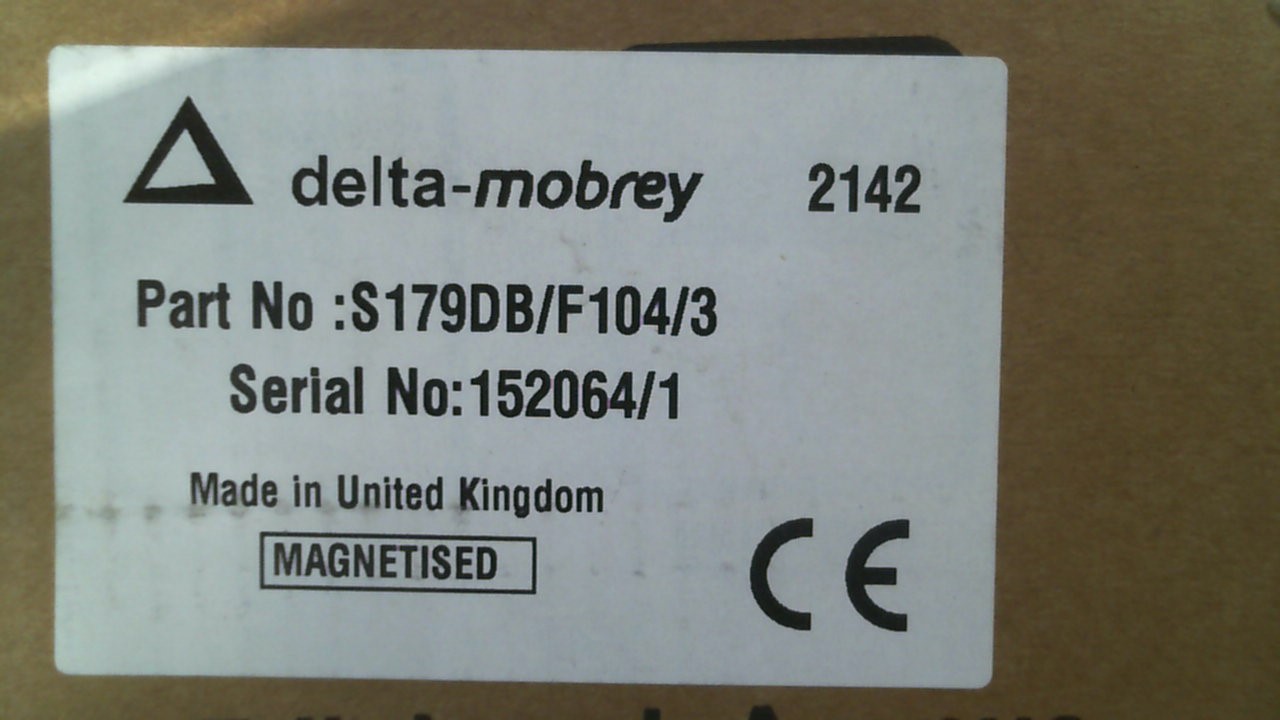 delta-mobrey 2142
Part No :S179DB/F104/3
Serial No:152064/1
Made in United Kingdom
MAGNETISED
CE